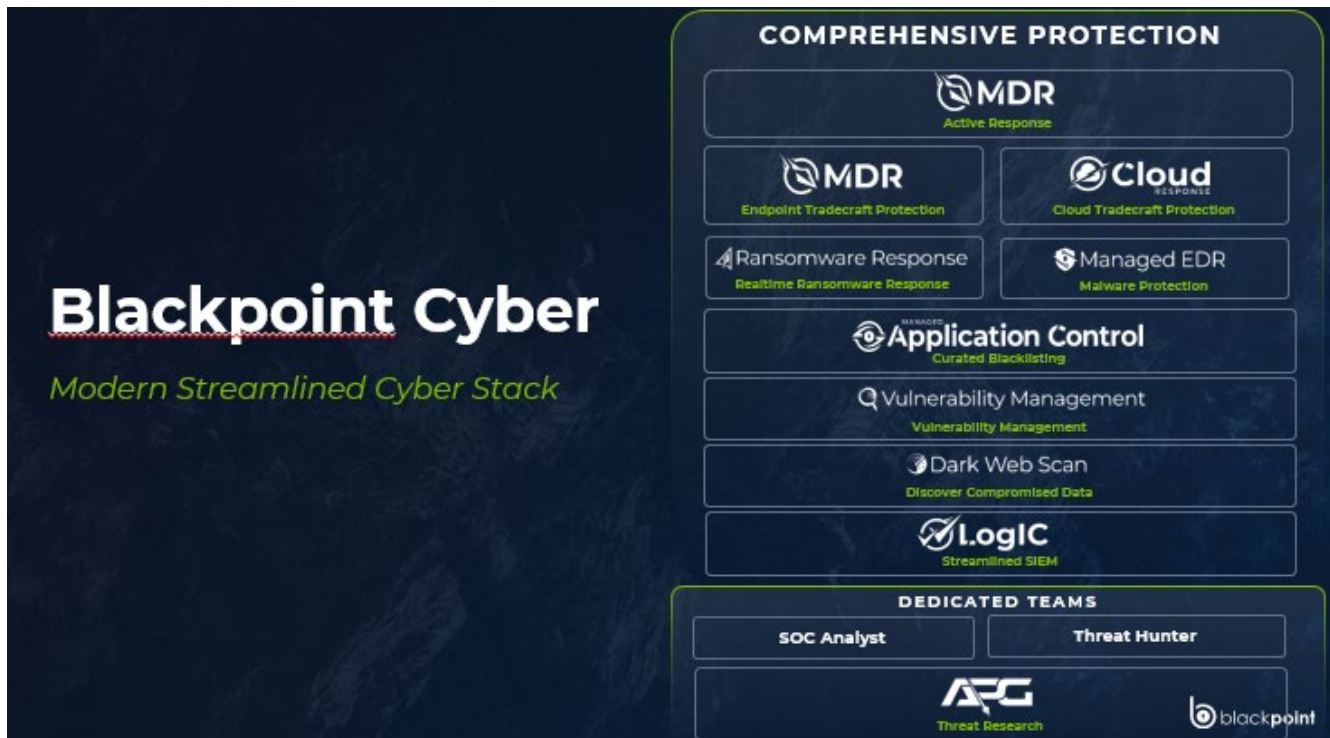 COMPREHENSIVE PROTECTION
MDR
Active Response
MDR
Endpoint Tradecraft Protection
Cloud
RESPONSE
Cloud Tradecraft Protection
Ransomware Response
Realtime Ransomware Response
Managed EDR
Malware Protection
MANAGED
Application Control
Curated Blacklisting
Vulnerability Management
Vulnerability Management
Dark Web Scan
Discover Compromised Data
LogIC
Streamlined SIEM
Blackpoint Cyber
Modern Streamlined Cyber Stack
DEDICATED TEAMS
SOC Analyst
Threat Hunter
APG
Threat Research
blackpoint